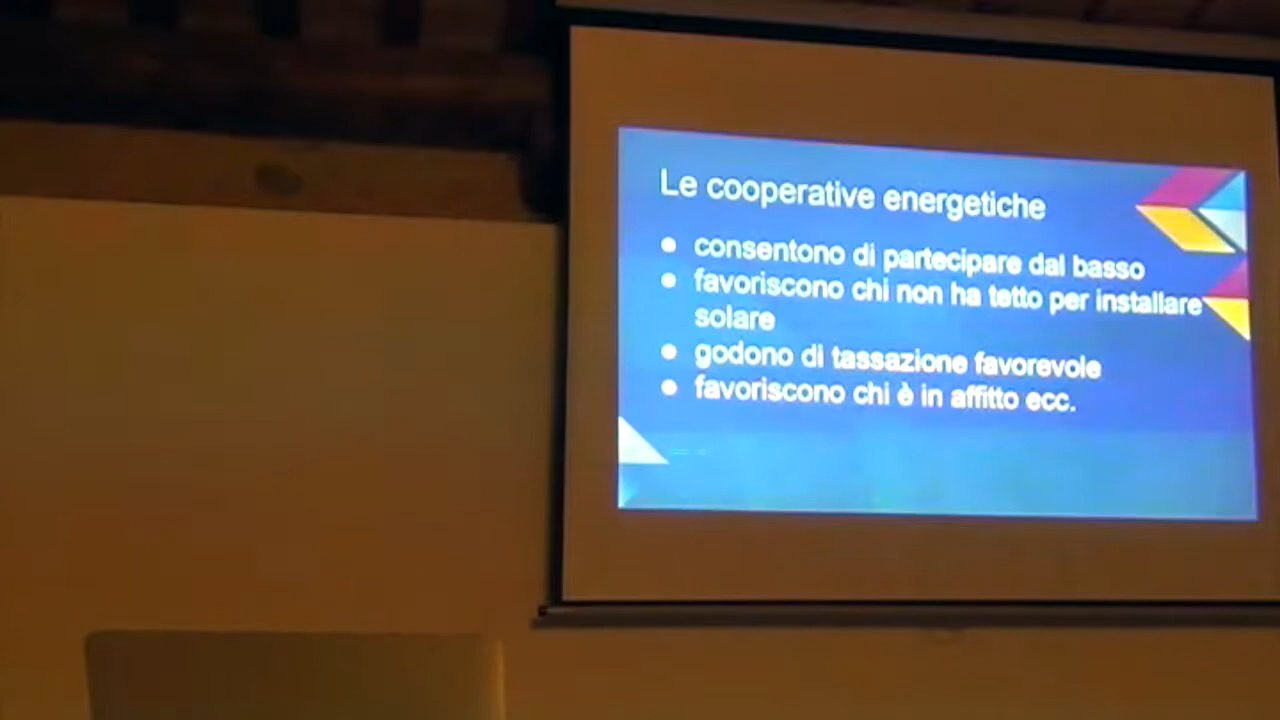 Le cooperative energetiche
● consentono di partecipare dal basso
● favoriscono chi non ha tetto per installare
solare
● godono di tassazione favorevole
● favoriscono chi è in affitto ecc.